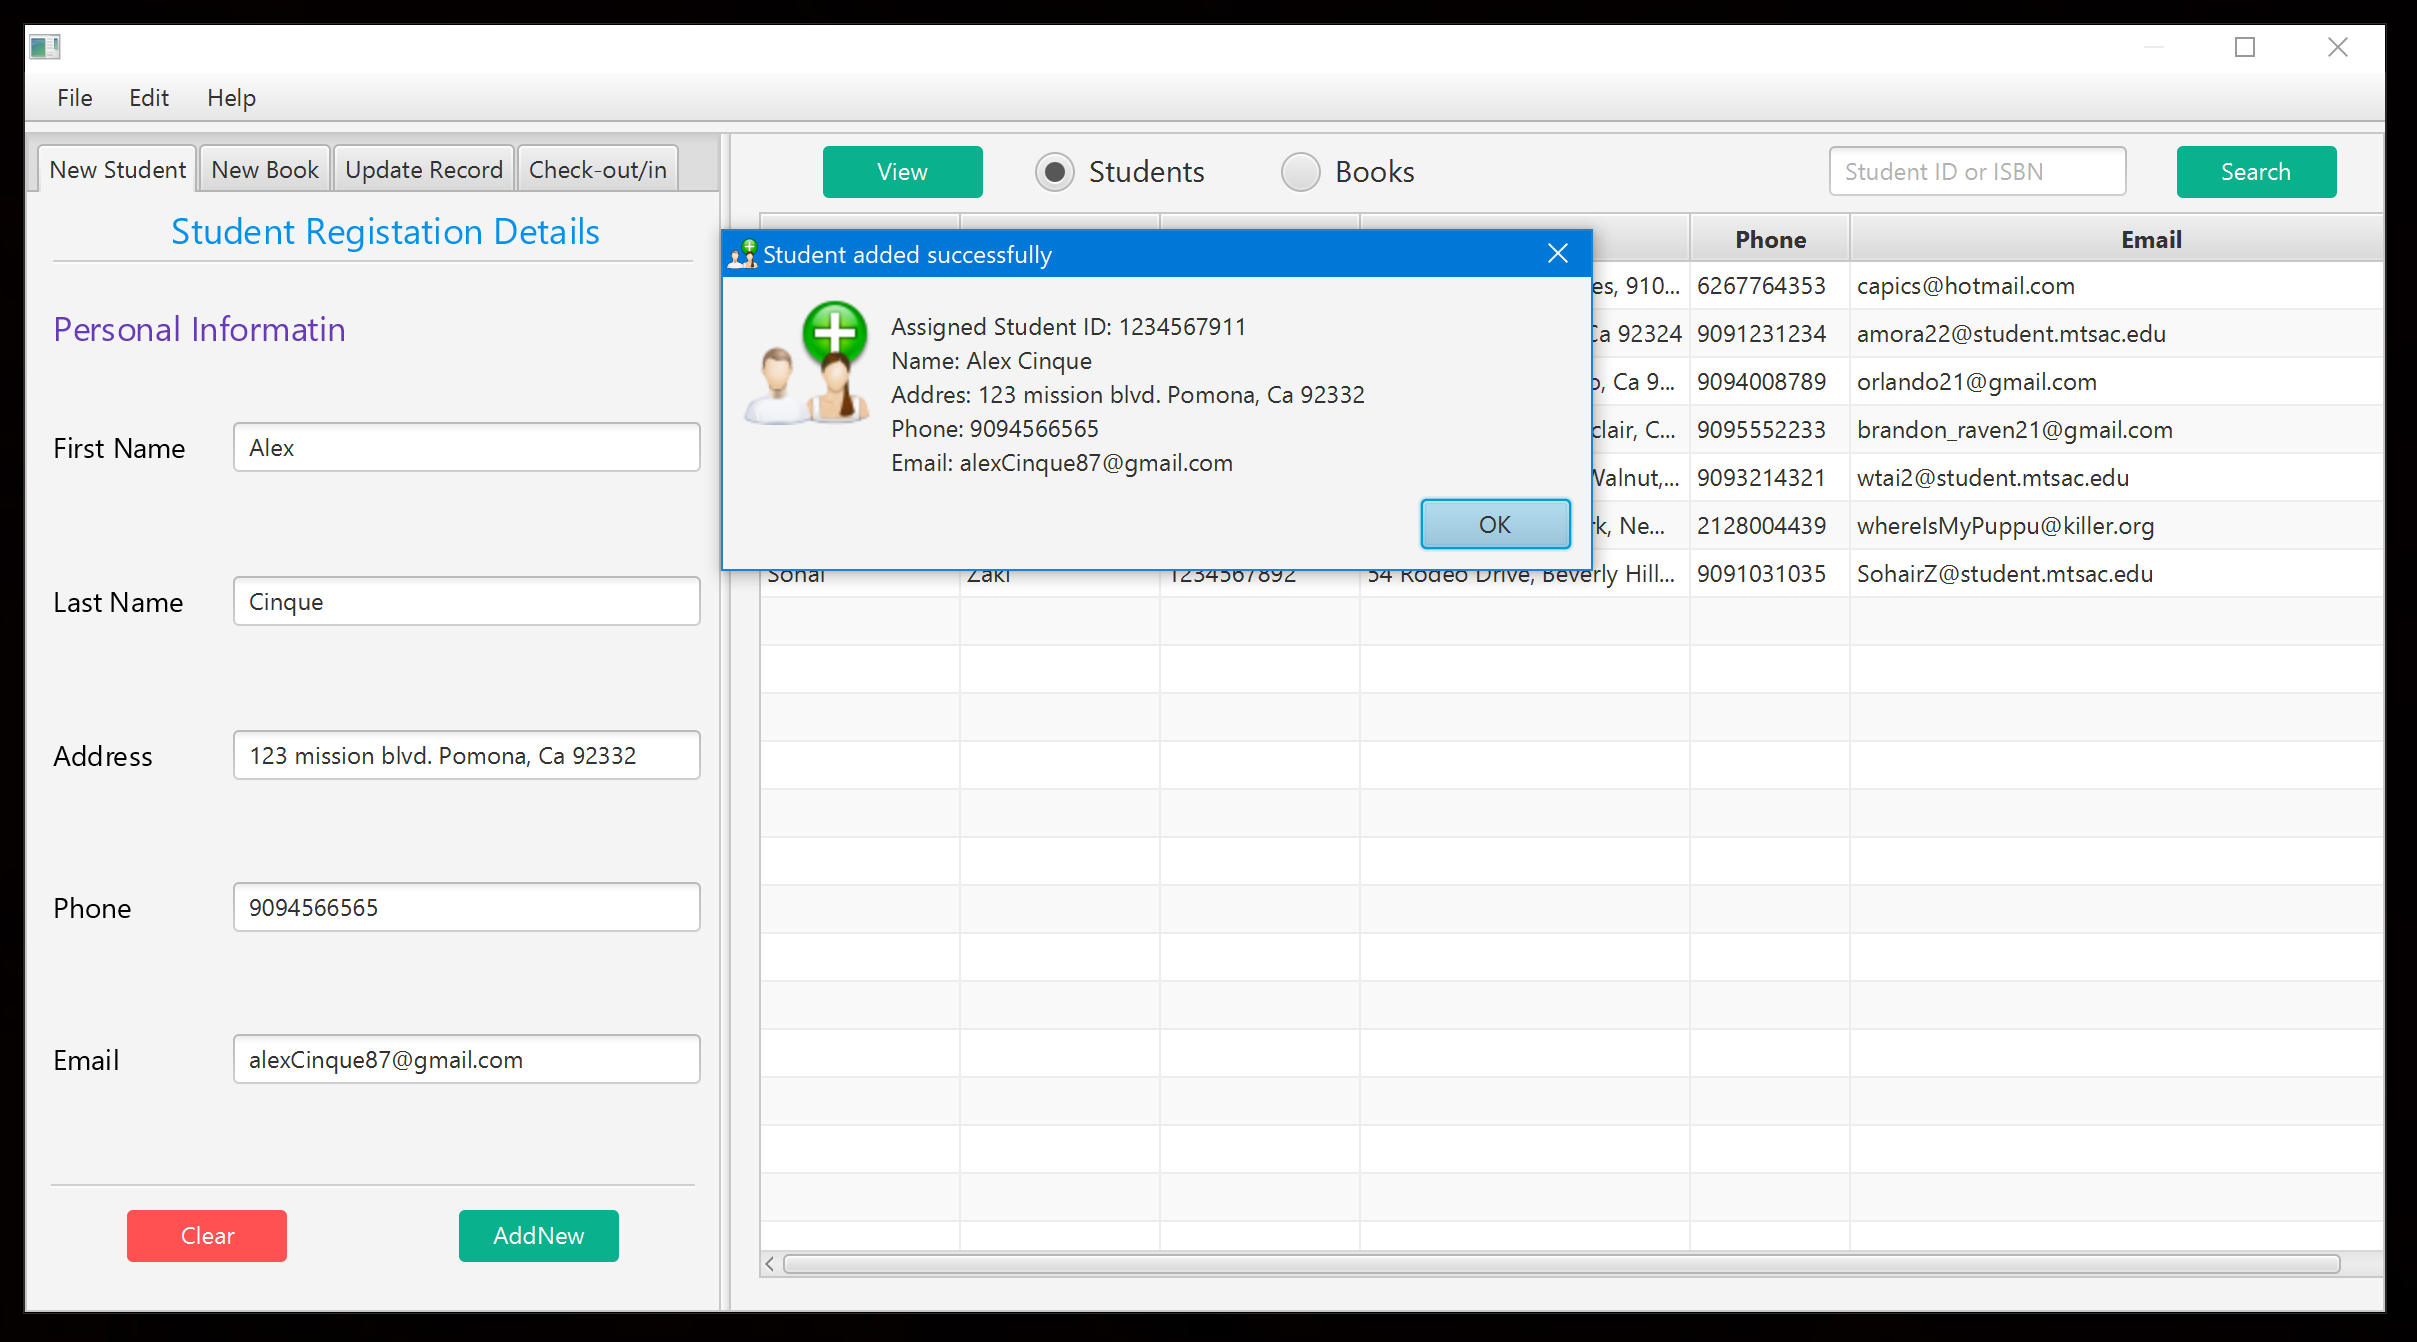 File Edit Help
New Student New Book Update Record Check-out/in
View Students Books Student ID or ISBN Search
Student Registation Details
Personal Informatin
First Name Alex
Last Name Cinque
Address 123 mission blvd. Pomona, Ca 92332
Phone 9094566565
Email alexCinque87@gmail.com
Clear AddNew
Student added successfully
Assigned Student ID: 1234567911
Name: Alex Cinque
Addres: 123 mission blvd. Pomona, Ca 92332
Phone: 9094566565
Email: alexCinque87@gmail.com
OK
Phone Email
es, 910... 6267764353 capics@hotmail.com
Ca 92324 9091231234 amora22@student.mtsac.edu
, Ca 9... 9094008789 orlando21@gmail.com
clair, C... 9095552233 brandon_raven21@gmail.com
Walnut,... 9093214321 wtai2@student.mtsac.edu
k, Ne... 2128004439 whereIsMyPuppu@killer.org
Sohai Zaki 1234567892 54 Rodeo Drive, Beverly Hill... 9091031035 SohairZ@student.mtsac.edu